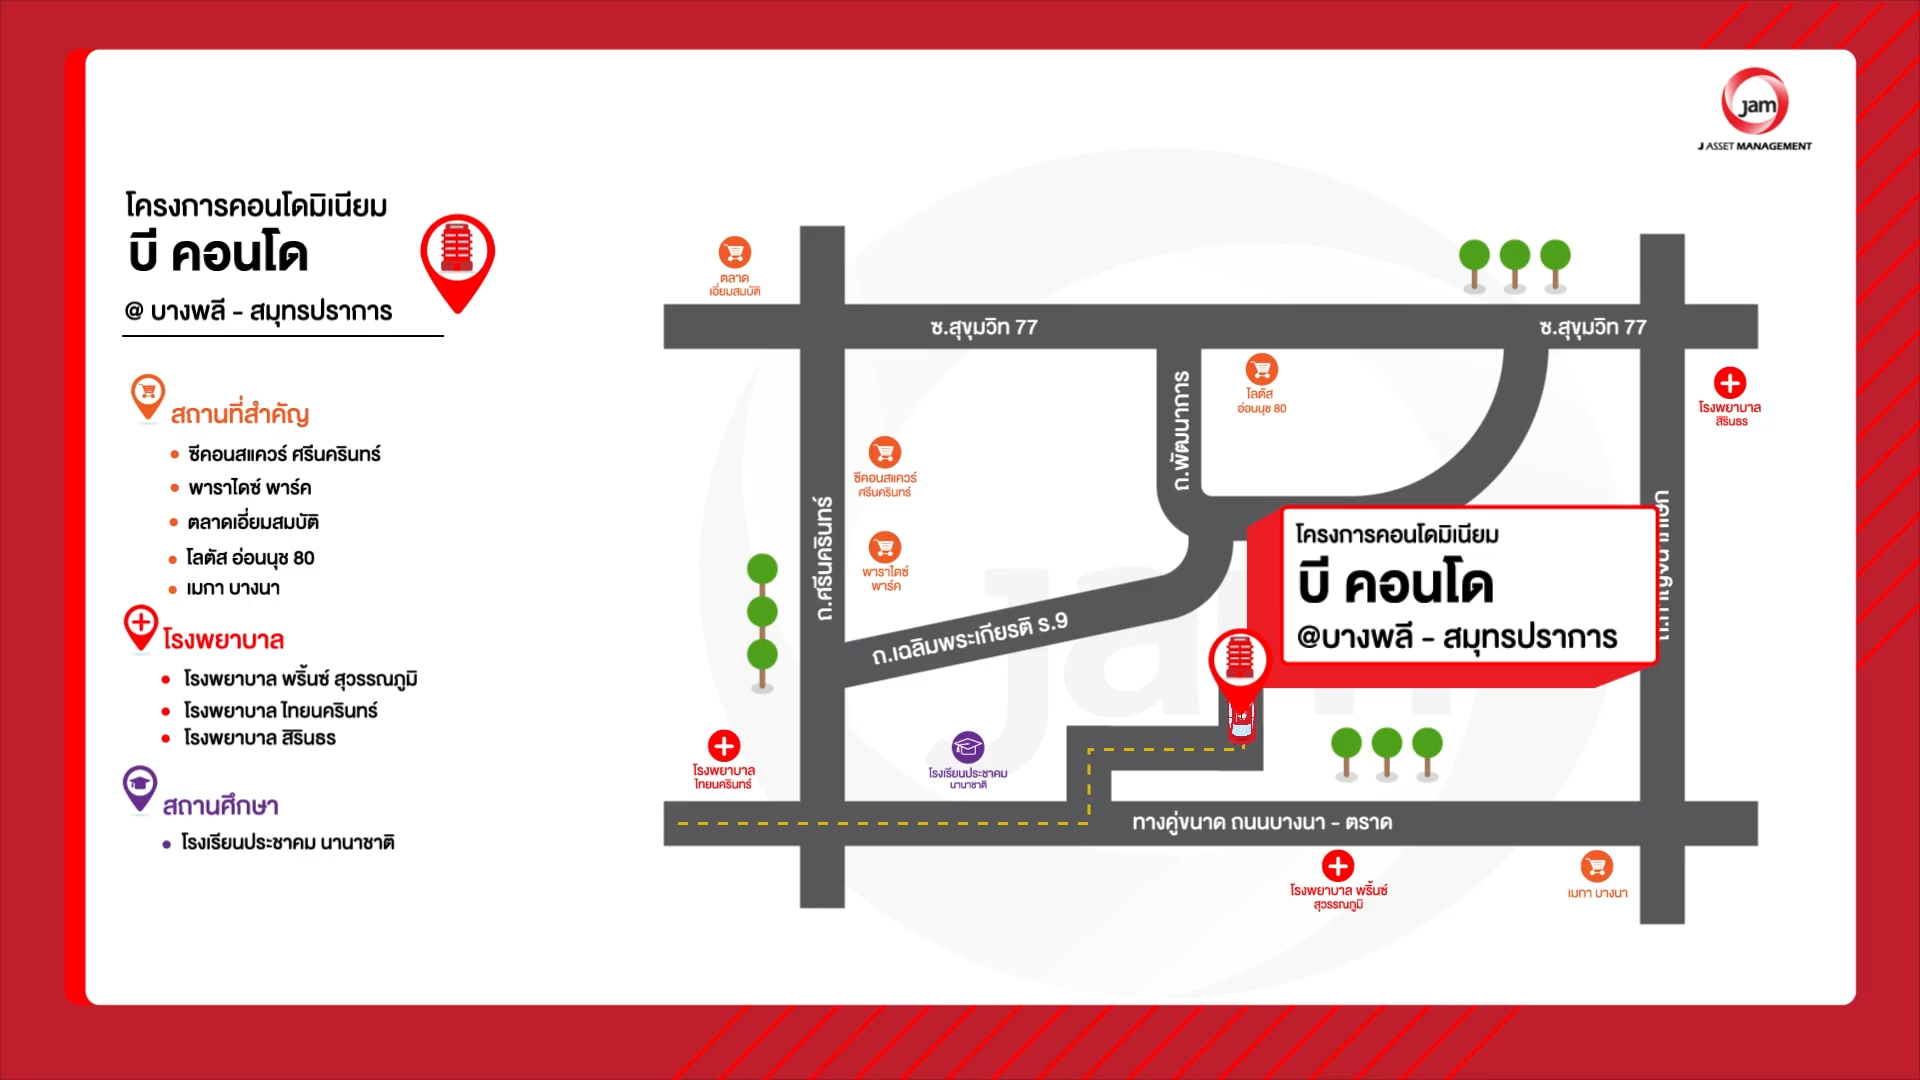 jam
J ASSET MANAGEMENT
โครงการคอนโดมิเนียม
บี คอนโด
@ บางพลี - สมุทรปราการ
สถานที่สำคัญ
ซีคอนสแควร์ ศรีนครินทร์
พาราไดซ์ พาร์ค
ตลาดเอี่ยมสมบัติ
โลตัส อ่อนนุช 80
เมกา บางนา
โรงพยาบาล
โรงพยาบาล พริ้นซ์ สุวรรณภูมิ
โรงพยาบาล ไทยนครินทร์
โรงพยาบาล สิรินธร
สถานศึกษา
โรงเรียนประชาคม นานาชาติ
ตลาด
เอี่ยมสมบัติ
ซ.สุขุมวิท 77
ซ.สุขุมวิท 77
ถ.พัฒนาการ
โลตัส
อ่อนนุช 80
โรงพยาบาล
สิรินธร
ซีคอนสแควร์
ศรีนครินทร์
ถ.ศรีนครินทร์
พาราไดซ์
พาร์ค
ถ.เฉลิมพระเกียรติ ร.9
โครงการคอนโดมิเนียม
บี คอนโด
@บางพลี - สมุทรปราการ
โรงพยาบาล
ไทยนครินทร์
โรงเรียนประชาคม
นานาชาติ
ทางคู่ขนาด ถนนบางนา - ตราด
โรงพยาบาล พริ้นซ์
สุวรรณภูมิ
เมกา บางนา